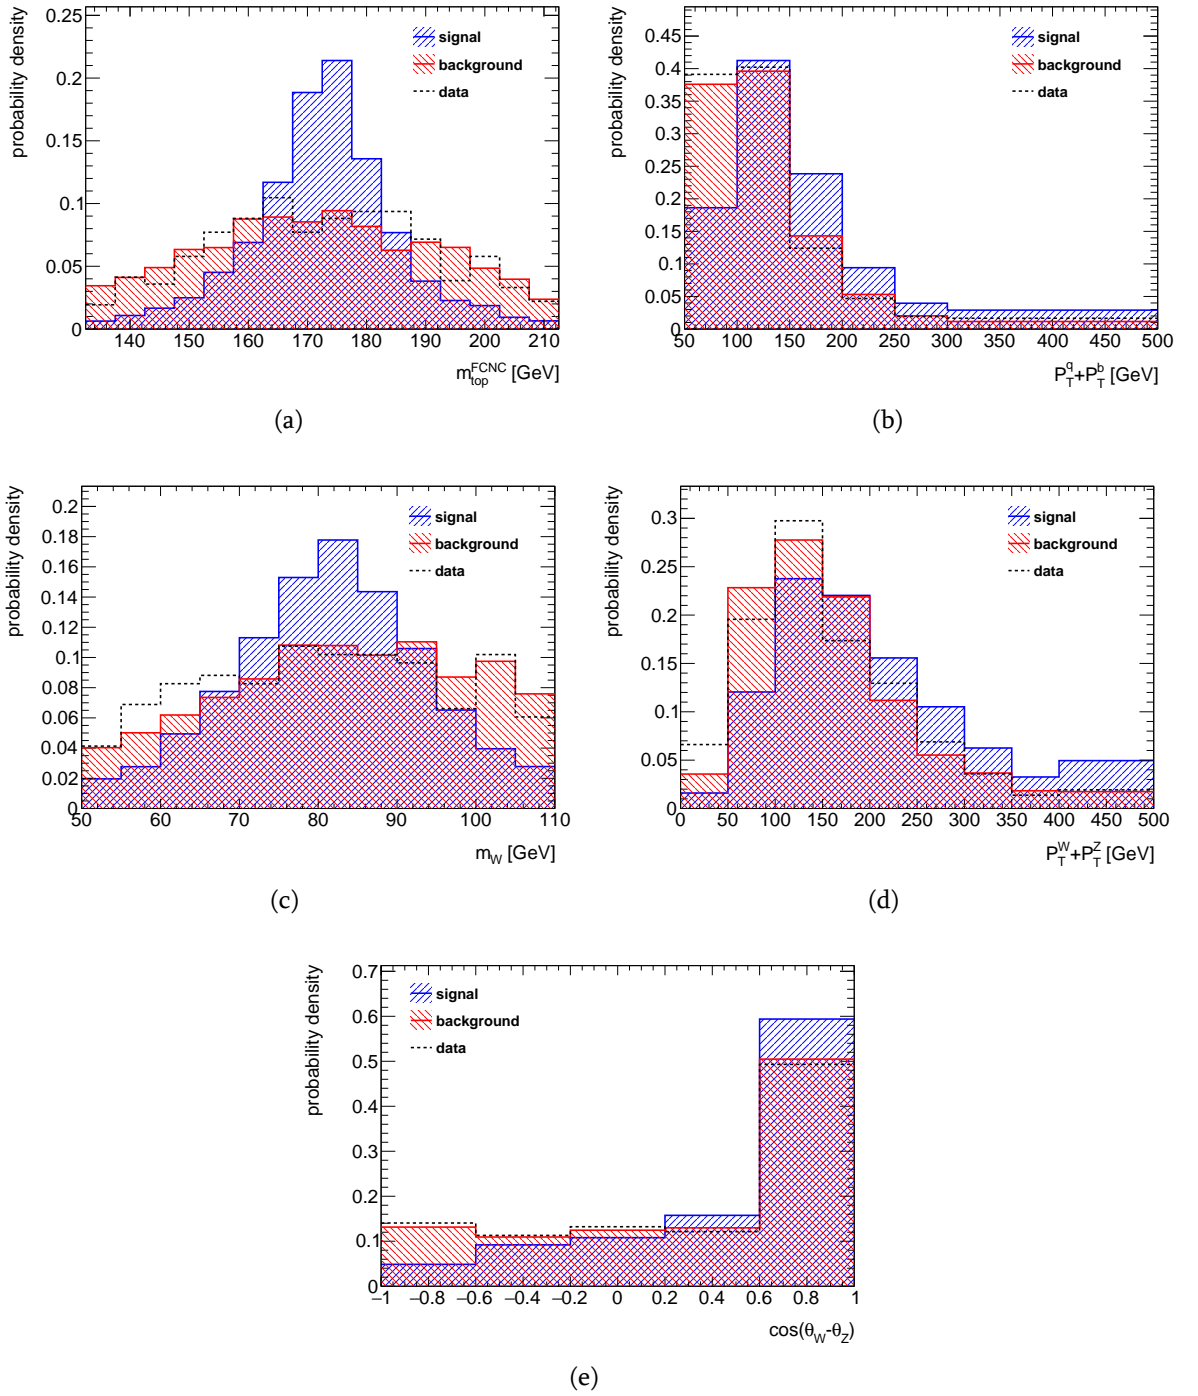 probability density
0.25
0.2
0.15
0.1
0.05
0
signal
background
data
140 150 160 170 180 190 200 210
m_top^FCNC [GeV]
(a)
probability density
0.45
0.4
0.35
0.3
0.25
0.2
0.15
0.1
0.05
0
signal
background
data
50 100 150 200 250 300 350 400 450 500
P_T^q+P_T^b [GeV]
(b)
probability density
0.2
0.18
0.16
0.14
0.12
0.1
0.08
0.06
0.04
0.02
0
signal
background
data
50 60 70 80 90 100 110
m_W [GeV]
(c)
probability density
0.3
0.25
0.2
0.15
0.1
0.05
0
signal
background
data
0 50 100 150 200 250 300 350 400 450 500
P_T^W+P_T^Z [GeV]
(d)
probability density
0.7
0.6
0.5
0.4
0.3
0.2
0.1
0
signal
background
data
−1 −0.8 −0.6 −0.4 −0.2 0 0.2 0.4 0.6 0.8 1
cos(θ_W-θ_Z)
(e)